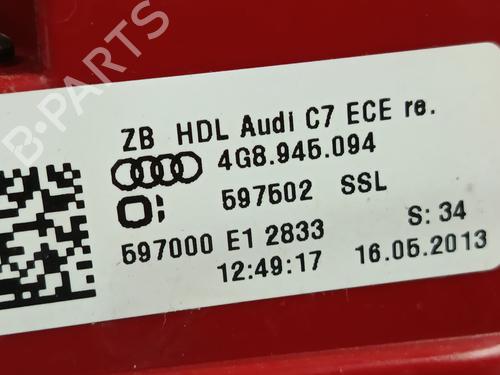 ZB HDL Audi C7 ECE re.
4G8.945.094
597502 SSL
597000 E1 2833 S: 34
12:49:17 16.05.2013
B-PARTS